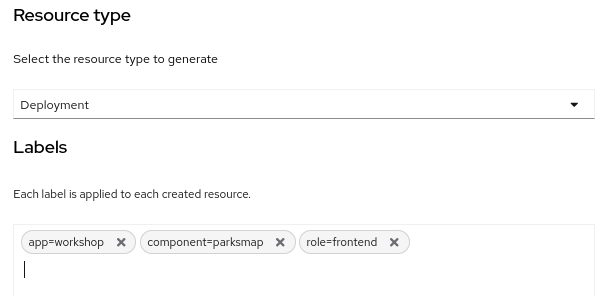 Resource type
Select the resource type to generate
Deployment
Labels
Each label is applied to each created resource.
app=workshop component=parksmap role=frontend